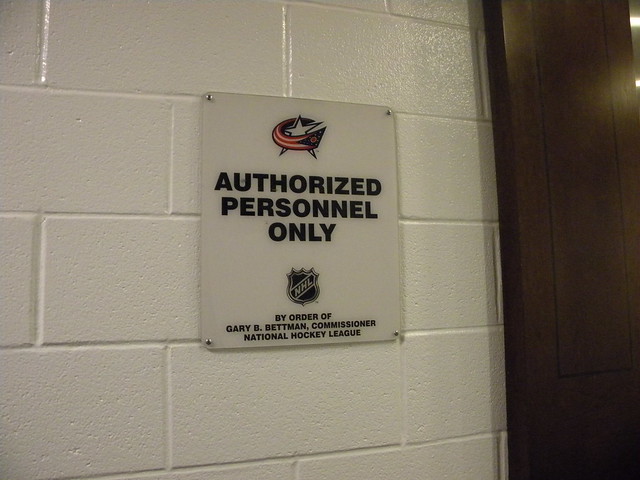 AUTHORIZED
PERSONNEL
ONLY
NHL
BY ORDER OF
GARY B. BETTMAN, COMMISSIONER
NATIONAL HOCKEY LEAGUE